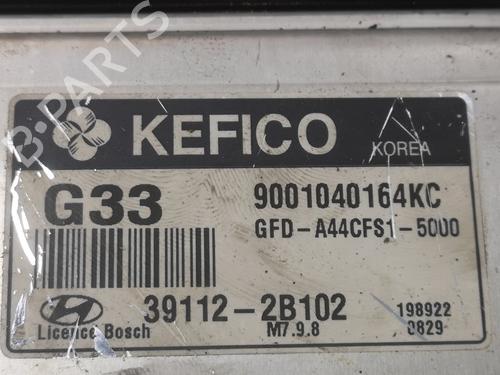 KEFICO
KOREA
G33
9001040164KC
GFD-A44CFS1-5000
39112-2B102
198922
Licence Bosch
M7.9.8
0829
B-PARTS